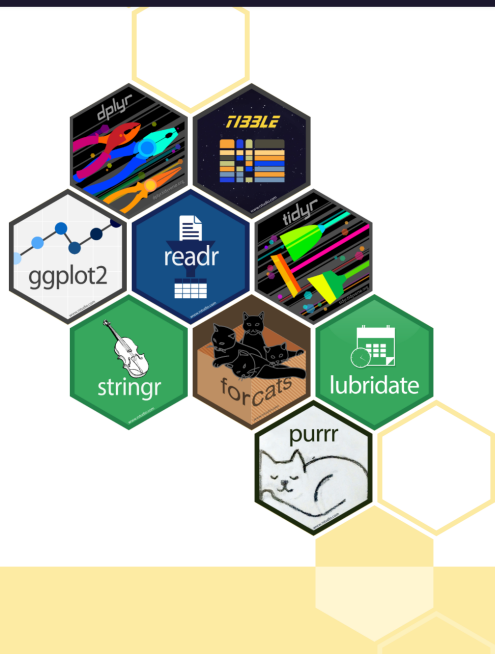 dplyr
TIBBLE
ggplot2
readr
tidyr
stringr
forcats
lubridate
purrr